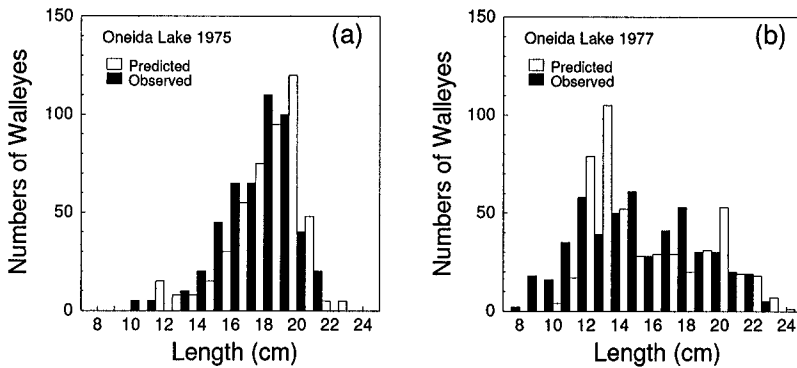 Oneida Lake 1975
(a)
Predicted
Observed
Numbers of Walleyes
150
100
50
0
8 10 12 14 16 18 20 22 24
Length (cm)
Oneida Lake 1977
(b)
Predicted
Observed
Numbers of Walleyes
150
100
50
0
8 10 12 14 16 18 20 22 24
Length (cm)